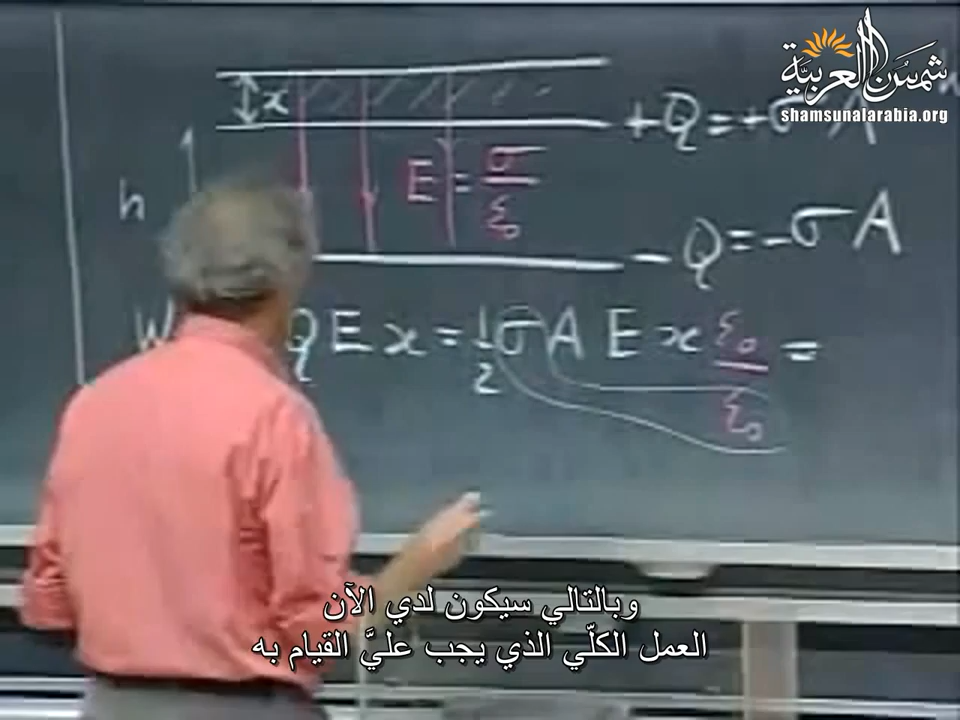 شمس العربية
shamsunalarabia.org
x
+Q=+σA
h
E=σ/ε₀
-Q=-σA
W QEx=½σAEx ε₀/ε₀ =
وبالتالي سيكون لدي الآن
العمل الكلّي الذي يجب عليَّ القيام به